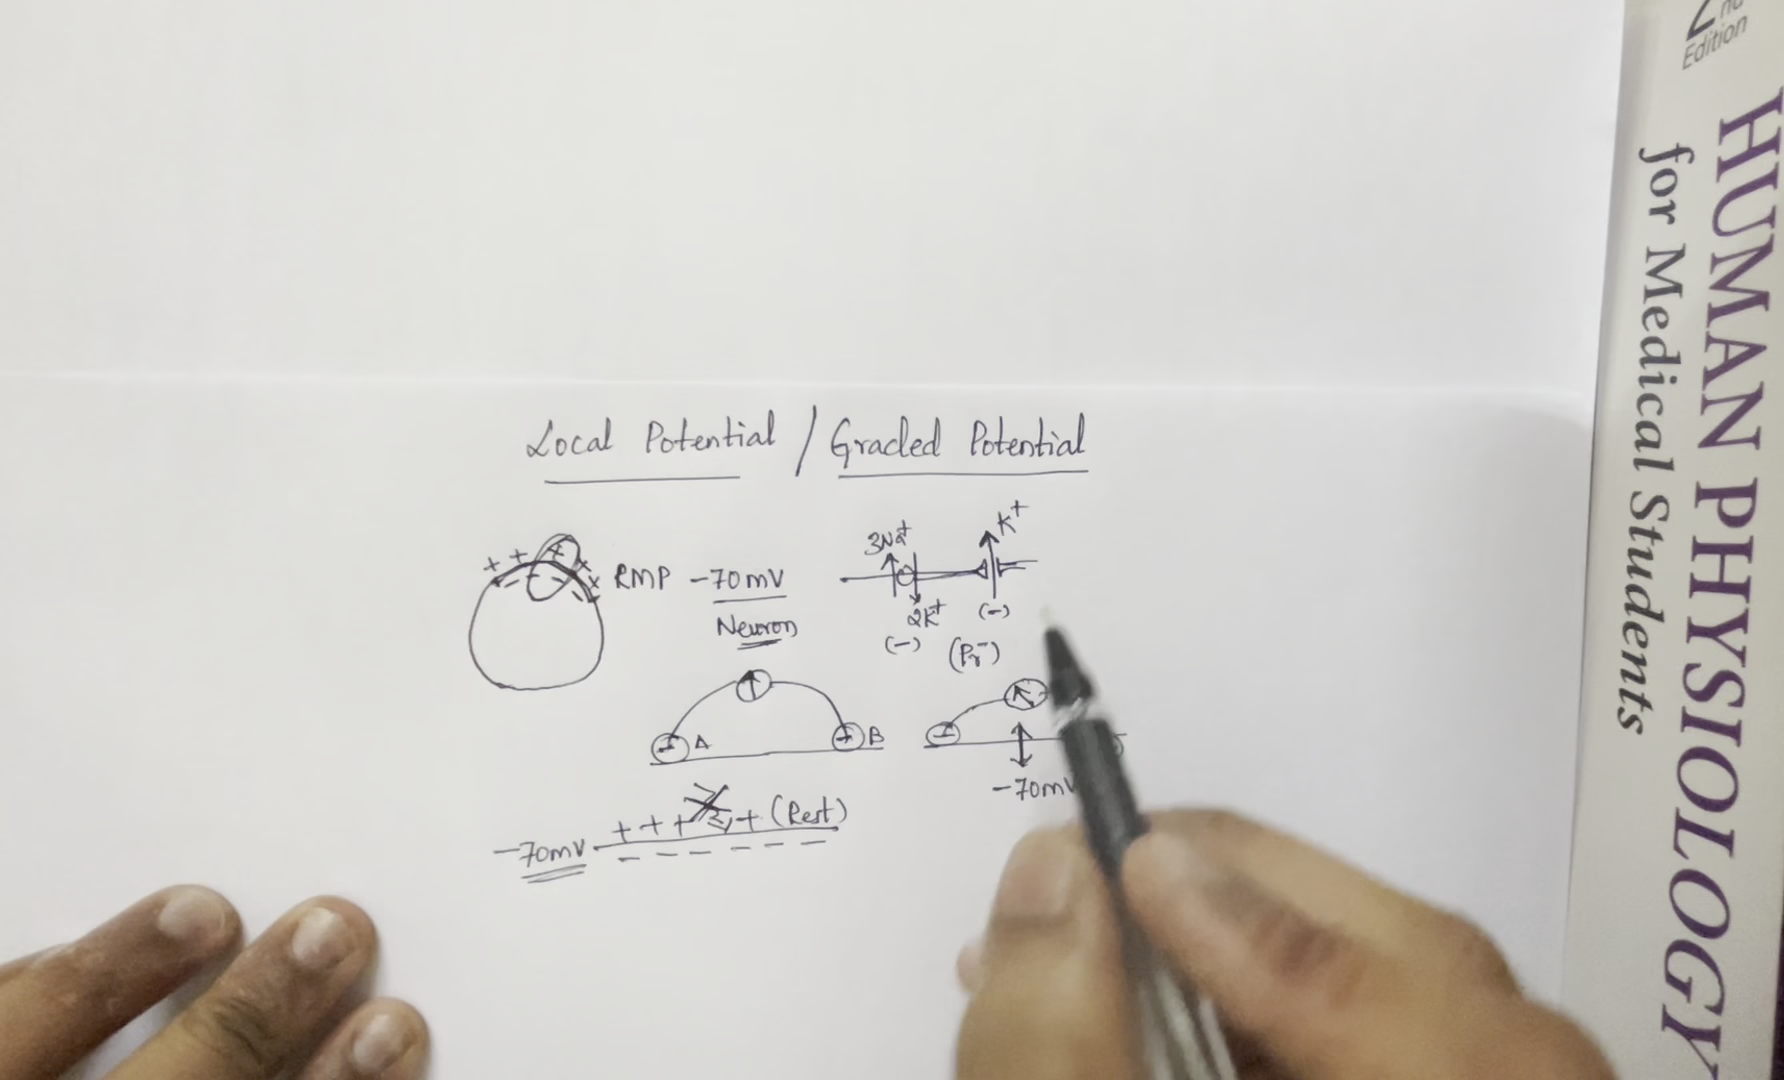 Local Potential / Graded Potential
+ + + + +
- - - -
RMP -70mV
Neuron
3Na+
2K+
(-)
K+
(-)
(Pr-)
A
+ B
-70mV
+ + + + (Rest)
-70mV
- - - - - -
2nd
Edition
HUMAN PHYSIOLOGY
for Medical Students